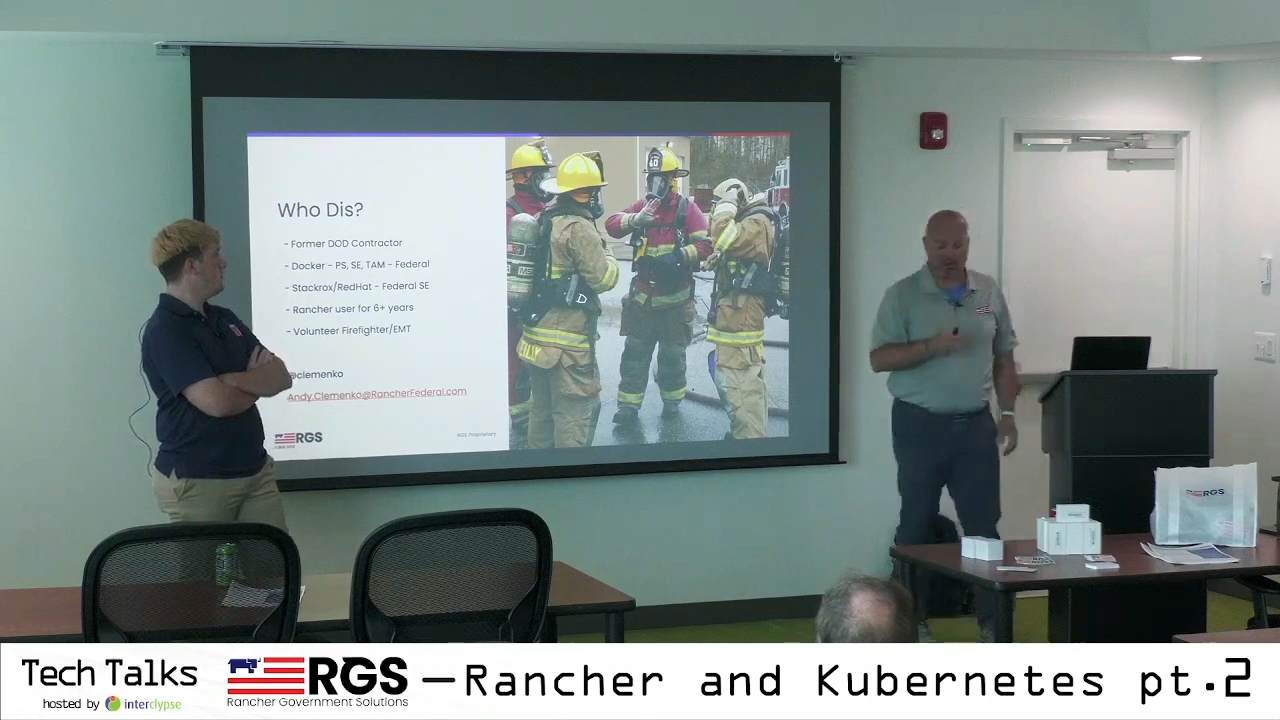 Who Dis?
- Former DOD Contractor
- Docker - PS, SE, TAM - Federal
- Stackrox/RedHat - Federal SE
- Rancher user for 6+ years
- Volunteer Firefighter/EMT
clemenko
Andy.Clemenko@RancherFederal.com
RGS
RGS Proprietary
40
RGS
Tech Talks
hosted by interclypse
RGS
Rancher Government Solutions
—Rancher and Kubernetes pt.2